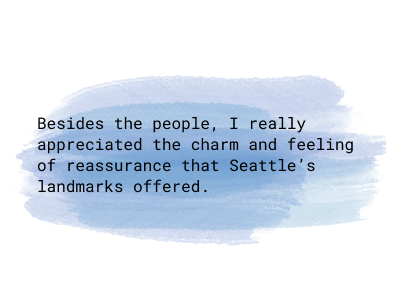 Besides the people, I really
appreciated the charm and feeling
of reassurance that Seattle’s
landmarks offered.